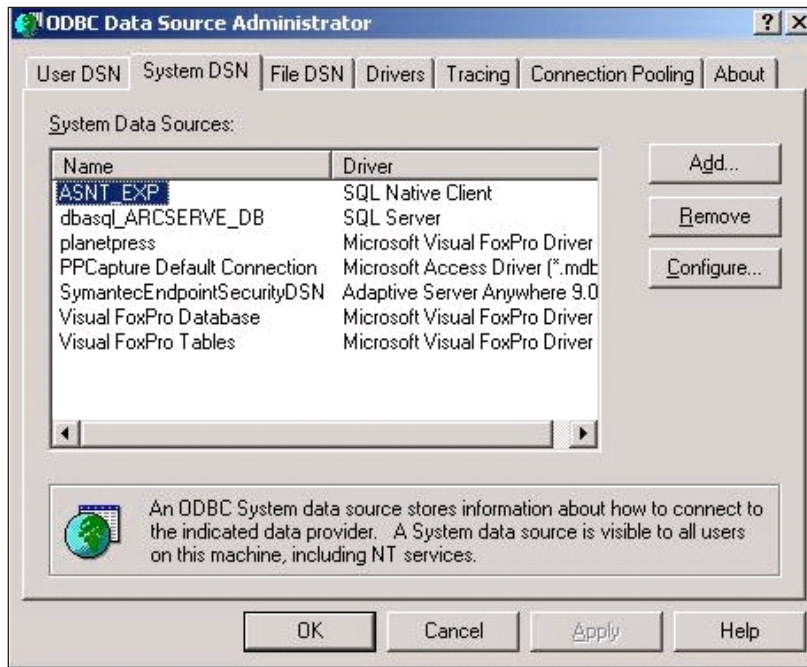 ODBC Data Source Administrator
User DSN System DSN File DSN Drivers Tracing Connection Pooling About
System Data Sources:
Name Driver
ASNT_EXP SQL Native Client
dbasql_ARCSERVE_DB SQL Server
planetpress Microsoft Visual FoxPro Driver
PPCapture Default Connection Microsoft Access Driver (*.mdb
SymantecEndpointSecurityDSN Adaptive Server Anywhere 9.0
Visual FoxPro Database Microsoft Visual FoxPro Driver
Visual FoxPro Tables Microsoft Visual FoxPro Driver
Add...
Remove
Configure...
An ODBC System data source stores information about how to connect to
the indicated data provider. A System data source is visible to all users
on this machine, including NT services.
OK Cancel Apply Help